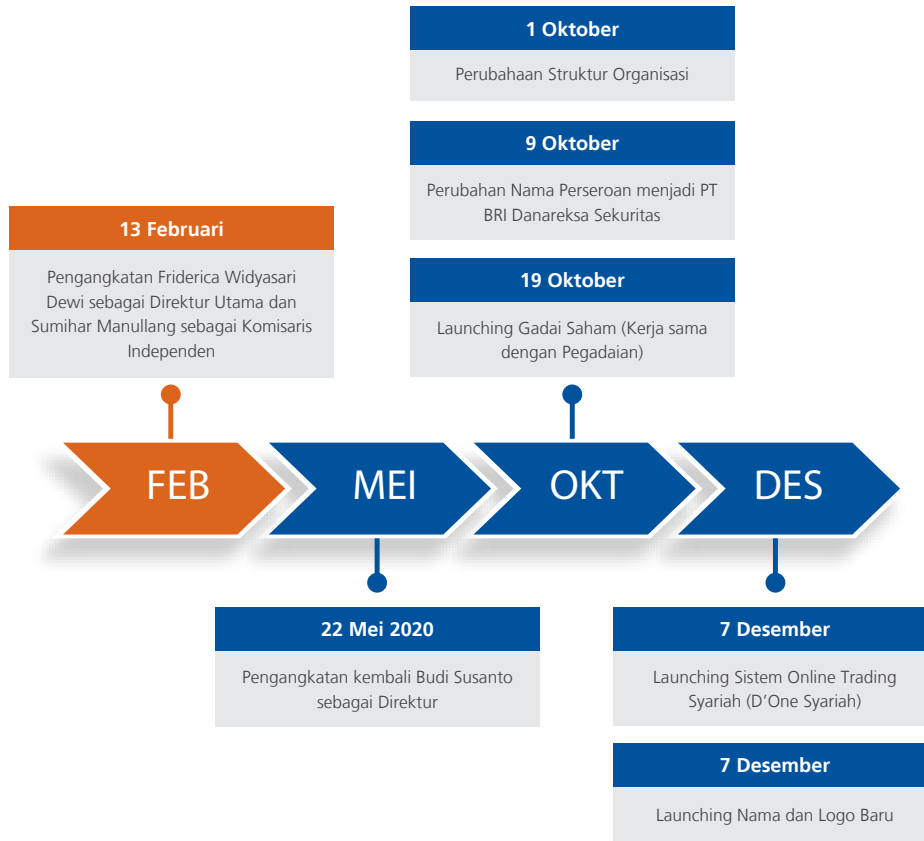 1 Oktober
Perubahaan Struktur Organisasi
9 Oktober
Perubahan Nama Perseroan menjadi PT
BRI Danareksa Sekuritas
19 Oktober
Launching Gadai Saham (Kerja sama
dengan Pegadaian)
13 Februari
Pengangkatan Friderica Widyasari
Dewi sebagai Direktur Utama dan
Sumihar Manullang sebagai Komisaris
Independen
FEB
MEI
OKT
DES
22 Mei 2020
Pengangkatan kembali Budi Susanto
sebagai Direktur
7 Desember
Launching Sistem Online Trading
Syariah (D’One Syariah)
7 Desember
Launching Nama dan Logo Baru